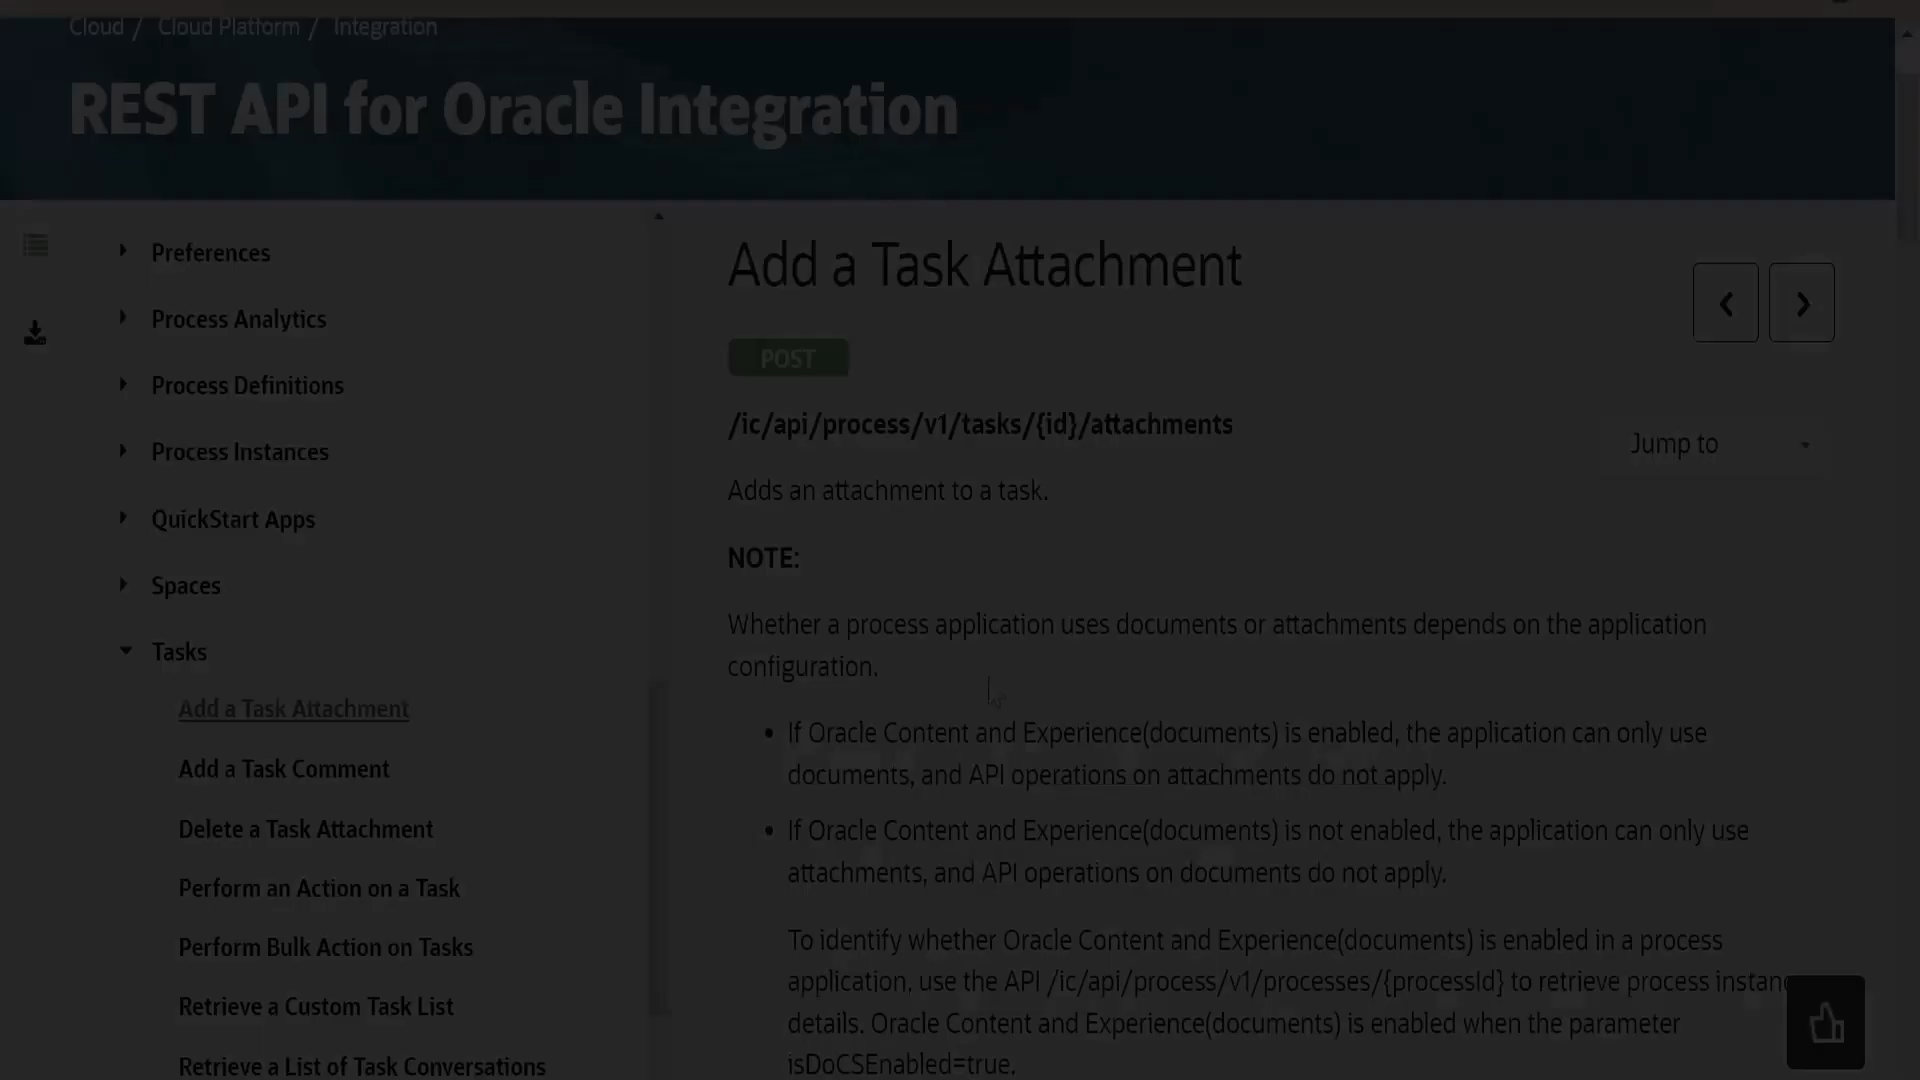 Cloud / Cloud Platform / Integration
REST API for Oracle Integration
Preferences
Process Analytics
Process Definitions
Process Instances
QuickStart Apps
Spaces
Tasks
Add a Task Attachment
Add a Task Comment
Delete a Task Attachment
Perform an Action on a Task
Perform Bulk Action on Tasks
Retrieve a Custom Task List
Retrieve a List of Task Conversations
Add a Task Attachment
POST
/ic/api/process/v1/tasks/{id}/attachments
Jump to
Adds an attachment to a task.
NOTE:
Whether a process application uses documents or attachments depends on the application
configuration.
• If Oracle Content and Experience(documents) is enabled, the application can only use
documents, and API operations on attachments do not apply.
• If Oracle Content and Experience(documents) is not enabled, the application can only use
attachments, and API operations on documents do not apply.
To identify whether Oracle Content and Experience(documents) is enabled in a process
application, use the API /ic/api/process/v1/processes/{processId} to retrieve process instanc
details. Oracle Content and Experience(documents) is enabled when the parameter
isDoCSEnabled=true.